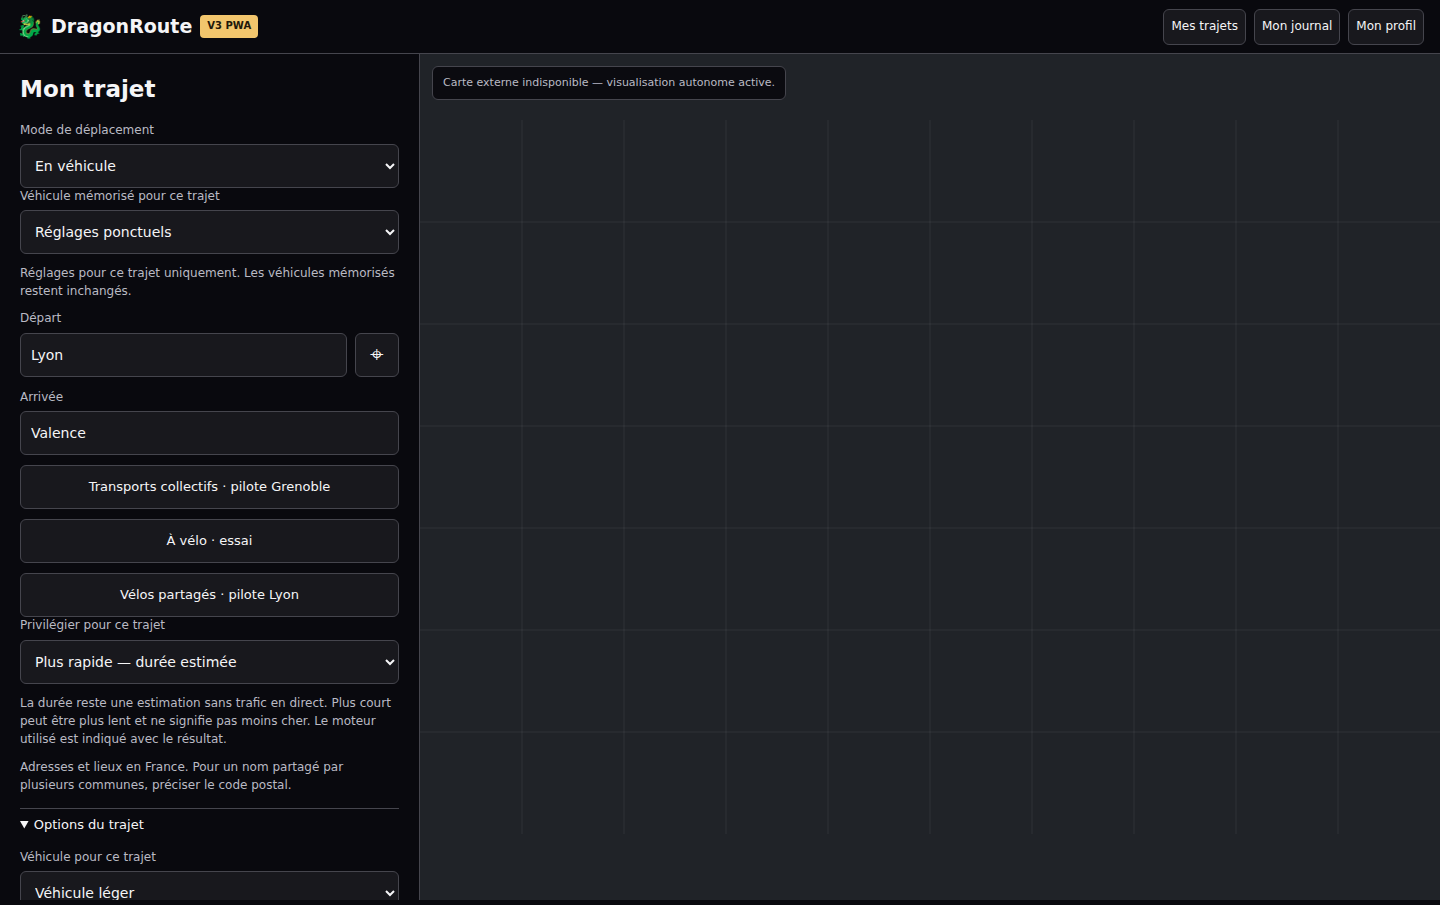 DragonRoute V3 PWA
Mes trajets Mon journal Mon profil
Mon trajet
Mode de déplacement
En véhicule
Véhicule mémorisé pour ce trajet
Réglages ponctuels
Réglages pour ce trajet uniquement. Les véhicules mémorisés
restent inchangés.
Départ
Lyon
Arrivée
Valence
Transports collectifs · pilote Grenoble
À vélo · essai
Vélos partagés · pilote Lyon
Privilégier pour ce trajet
Plus rapide — durée estimée
La durée reste une estimation sans trafic en direct. Plus court
peut être plus lent et ne signifie pas moins cher. Le moteur
utilisé est indiqué avec le résultat.
Adresses et lieux en France. Pour un nom partagé par
plusieurs communes, préciser le code postal.
Options du trajet
Véhicule pour ce trajet
Véhicule léger
Carte externe indisponible — visualisation autonome active.